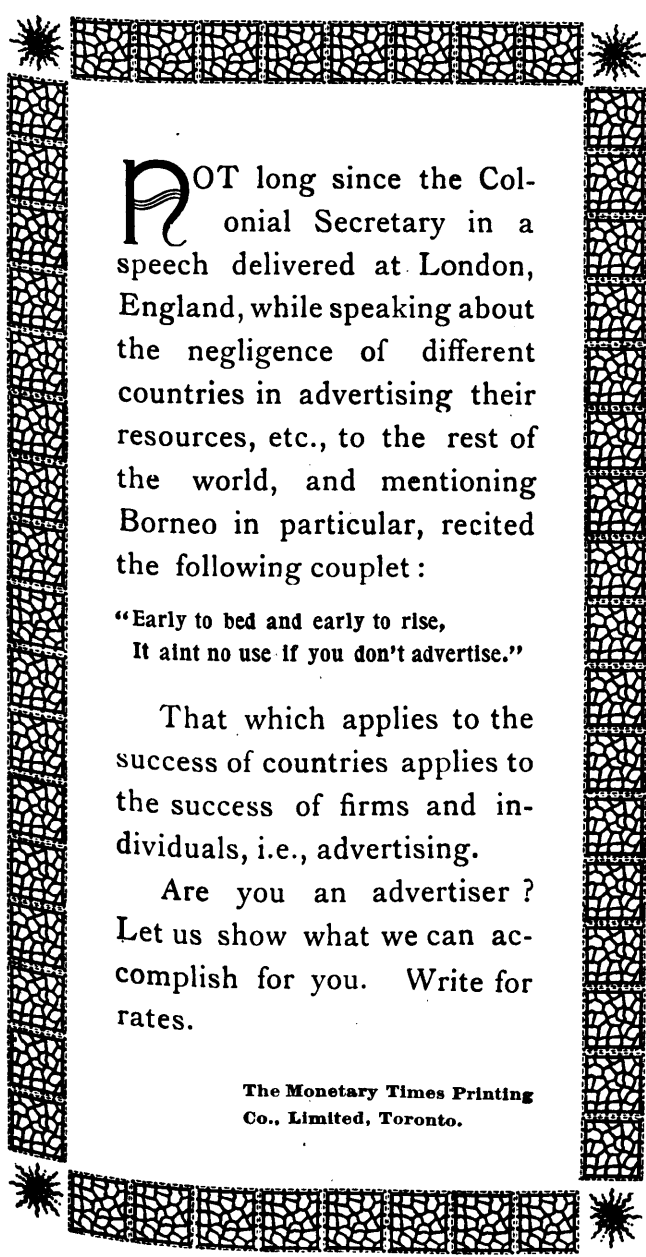 NOT long since the Col-
onial Secretary in a
speech delivered at London,
England, while speaking about
the negligence of different
countries in advertising their
resources, etc., to the rest of
the world, and mentioning
Borneo in particular, recited
the following couplet :
“Early to bed and early to rise,
It aint no use if you don't advertise.”
That which applies to the
success of countries applies to
the success of firms and in-
dividuals, i.e., advertising.
Are you an advertiser ?
Let us show what we can ac-
complish for you. Write for
rates.
The Monetary Times Printing
Co., Limited, Toronto.